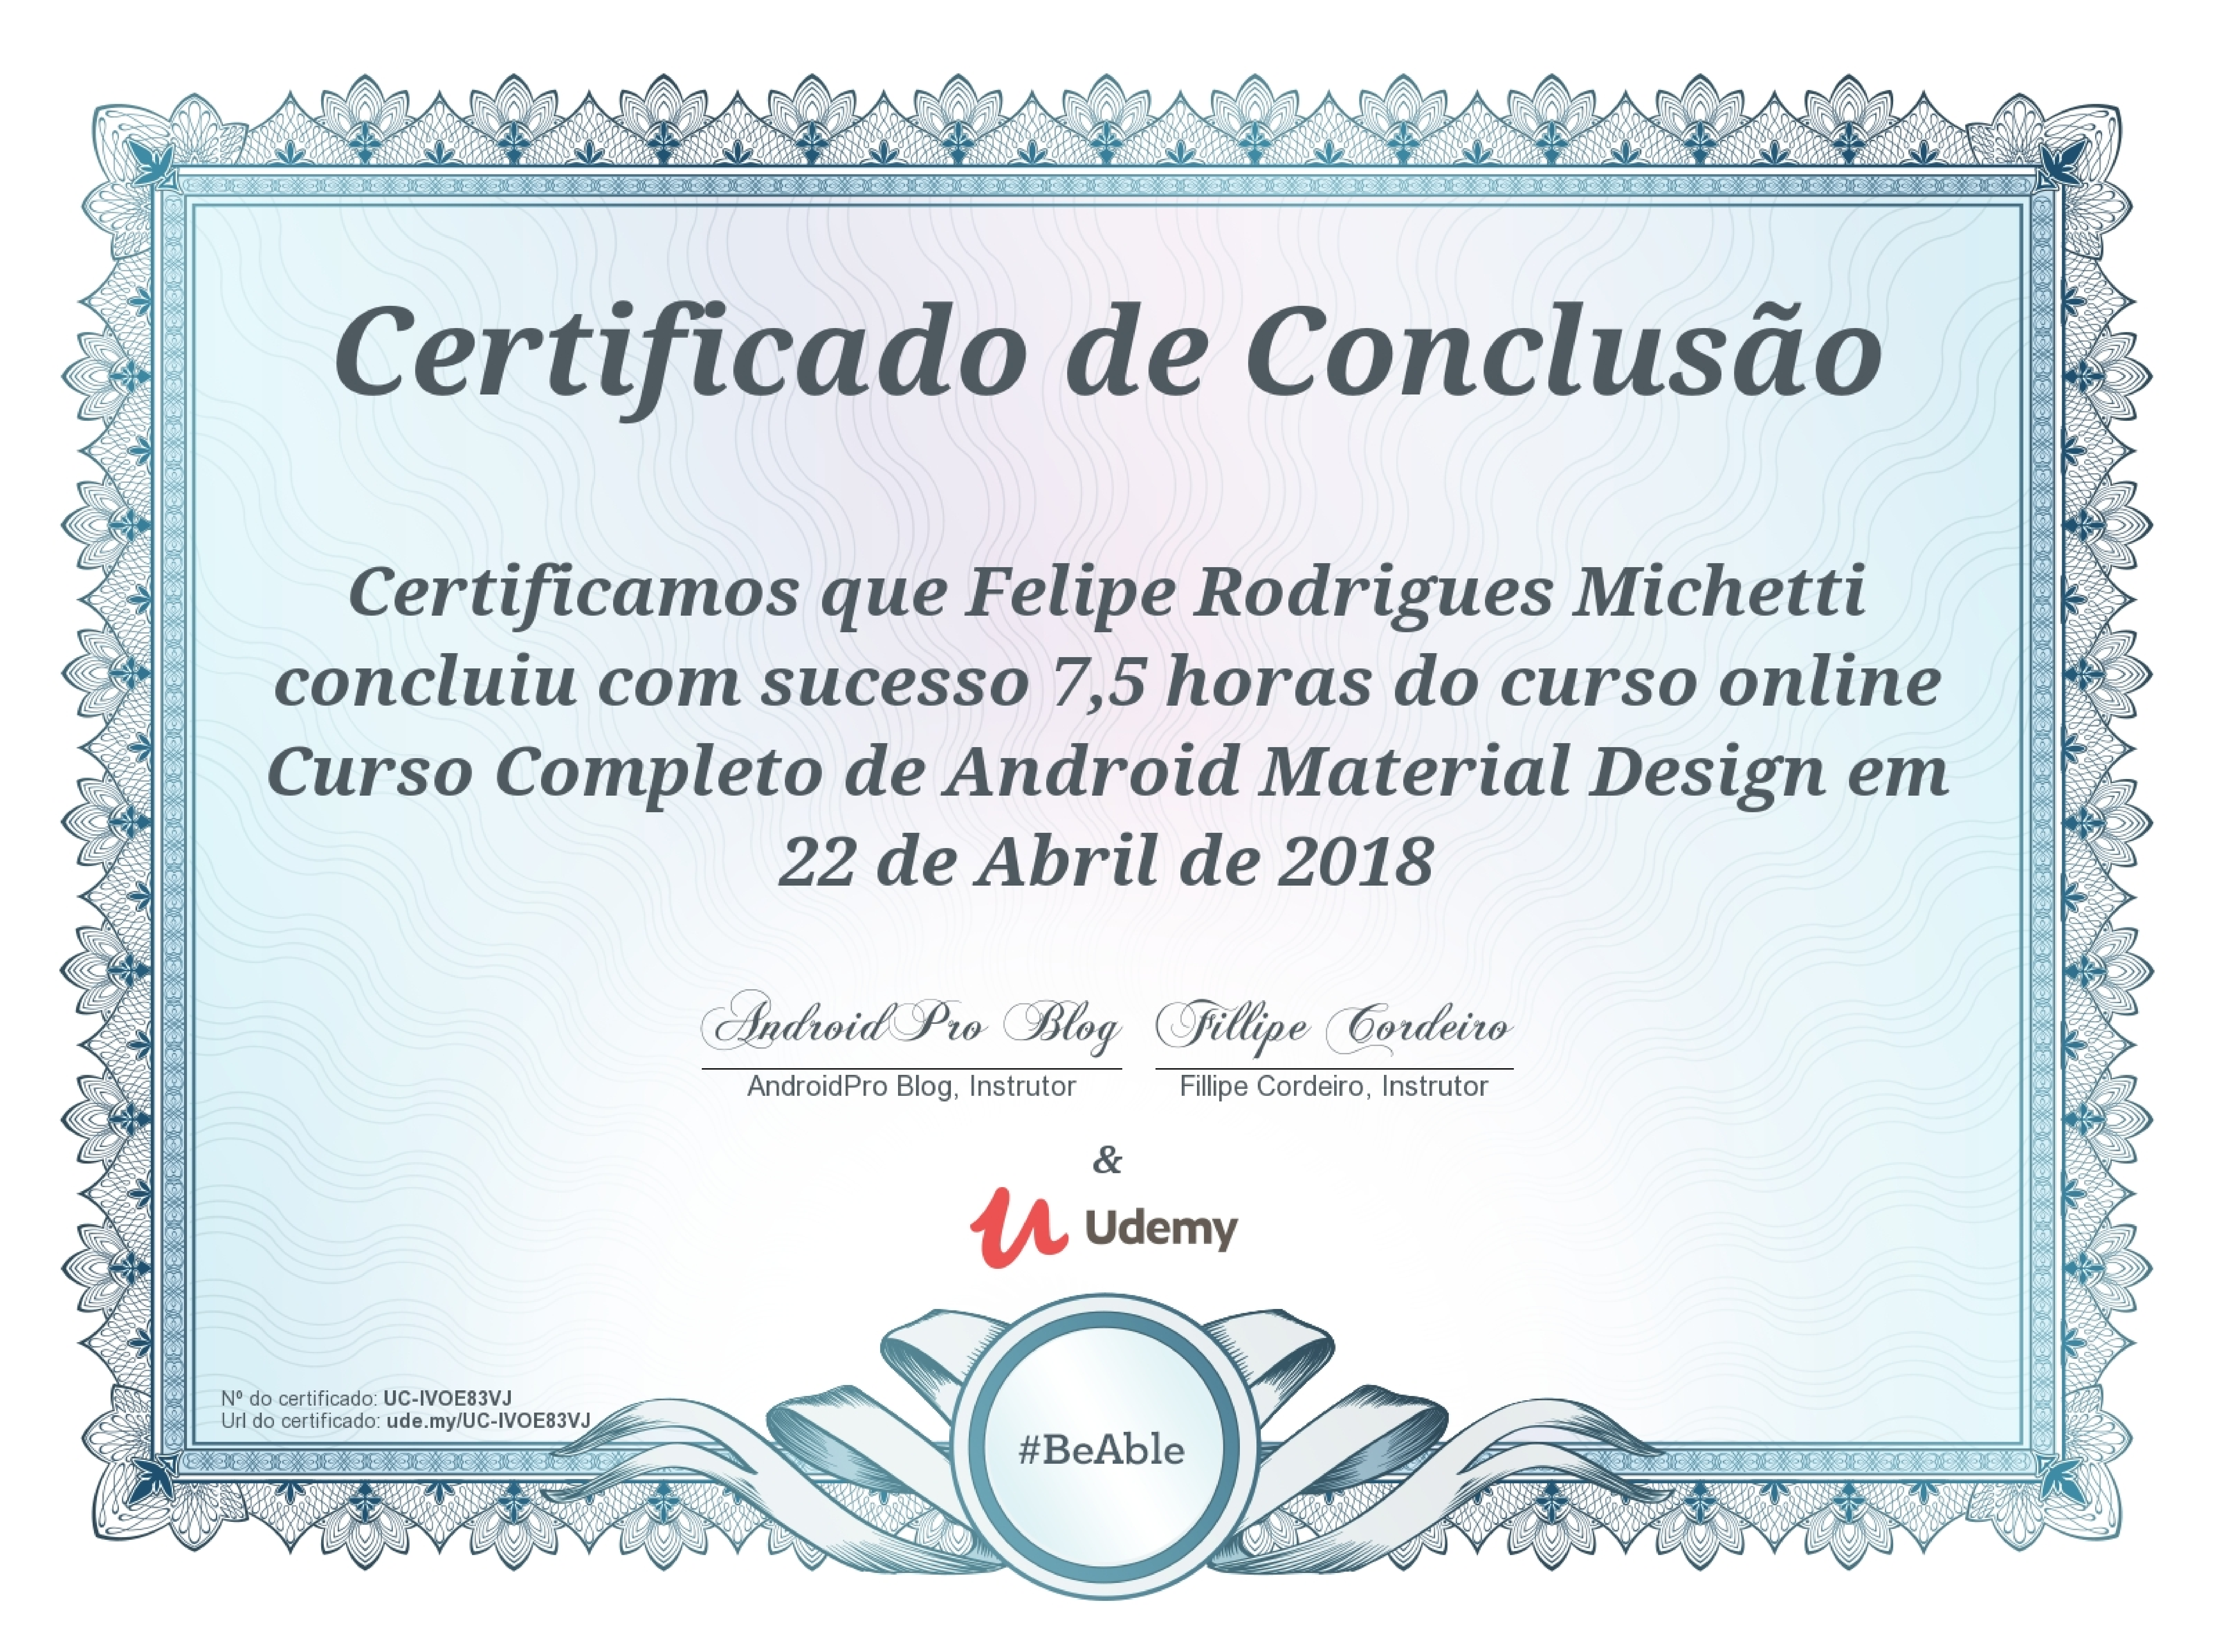 Certificado de Conclusão
Certificamos que Felipe Rodrigues Michetti
concluiu com sucesso 7,5 horas do curso online
Curso Completo de Android Material Design em
22 de Abril de 2018
AndroidPro Blog Fillipe Cordeiro
AndroidPro Blog, Instrutor Fillipe Cordeiro, Instrutor
&
Udemy
Nº do certificado: UC-IVOE83VJ
Url do certificado: ude.my/UC-IVOE83VJ
#BeAble